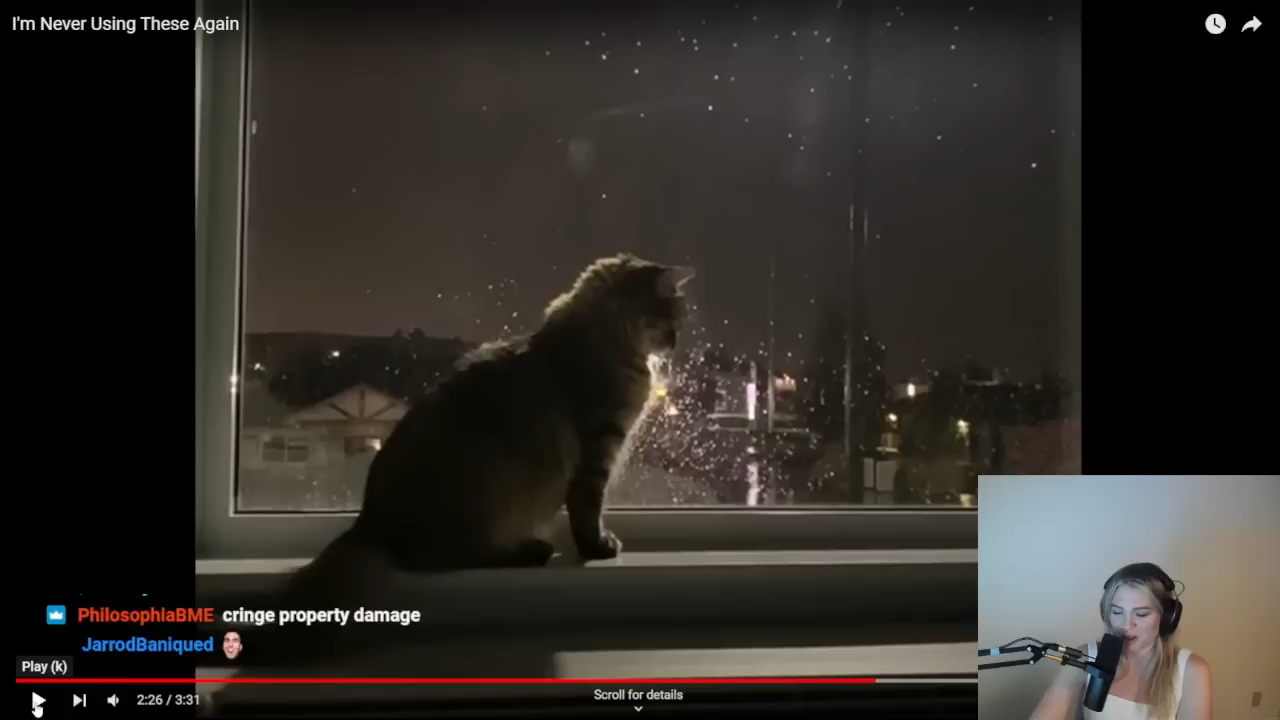 I'm Never Using These Again
PhilosophiaBME cringe property damage
JarrodBaniqued
Play (k)
2:26 / 3:31
Scroll for details